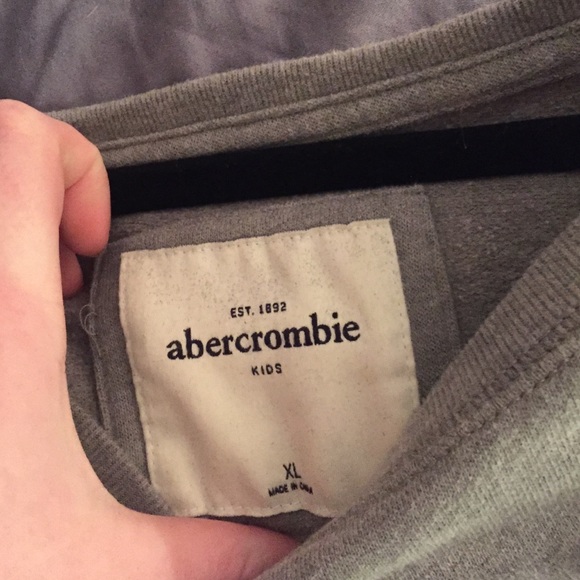 EST. 1892
abercrombie
KIDS
XL
MADE IN CHINA